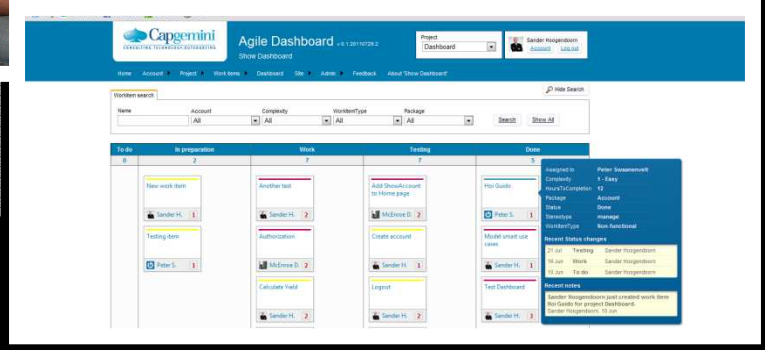 Capgemini
CONSULTING.TECHNOLOGY.OUTSOURCING
Agile Dashboard v 0.1.20110729.2
Show Dashboard
Project
Dashboard
Sander Hoogendoorn
Account Log out
Home Account Project Work items Dashboard Site Admin Feedback About 'Show Dashboard'
Hide Search
Workitem search
Name Account Complexity WorkitemType Package
All All All All Search Show All
To do In preparation Work Testing Done
0 2 7 7 5
New work item
Sander H. 1
Testing item
Peter S. 1
Another test
Sander H. 2
Authorization
McEnroe D. 2
Calculate Yield
Sander H. 2
Add ShowAccount
to Home page
McEnroe D. 2
Create account
Sander H. 1
Logout
Sander H. 2
Hoi Guido
Peter S. 1
Model smart use
cases
Sander H. 1
Test Dashboard
Sander H. 3
Assigned to Peter Swaanenvelt
Complexity 1 - Easy
HoursToCompletion 12
Package Account
Status Done
Stereotype manage
WorkitemType Non-functional
Recent Status changes
21 Jun Testing Sander Hoogendoorn
Work Sander Hoogendoorn
To do Sander Hoogendoorn
Recent notes
Sander Hoogendoorn just created work item
Hoi Guido for project Dashboard.
Sander Hoogendoorn, 10 Jun